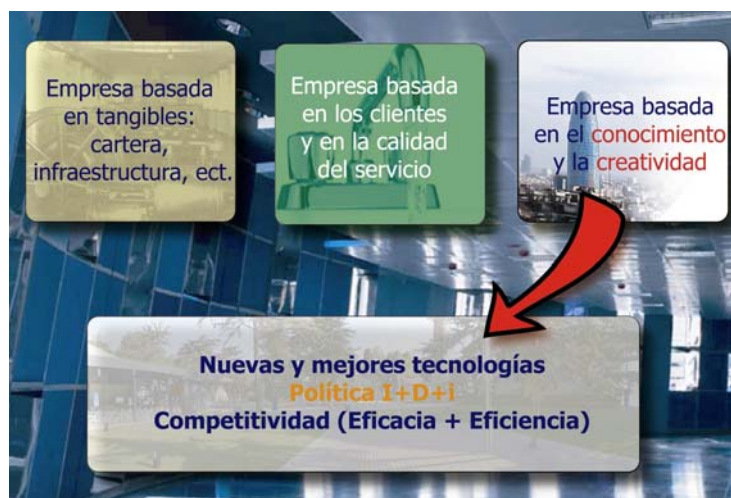 Empresa basada
en tangibles:
cartera,
infraestructura, ect.
Empresa basada
en los clientes
y en la calidad
del servicio
Empresa basada
en el conocimiento
y la creatividad
Nuevas y mejores tecnologías
Política I+D+i
Competitividad (Eficacia + Eficiencia)